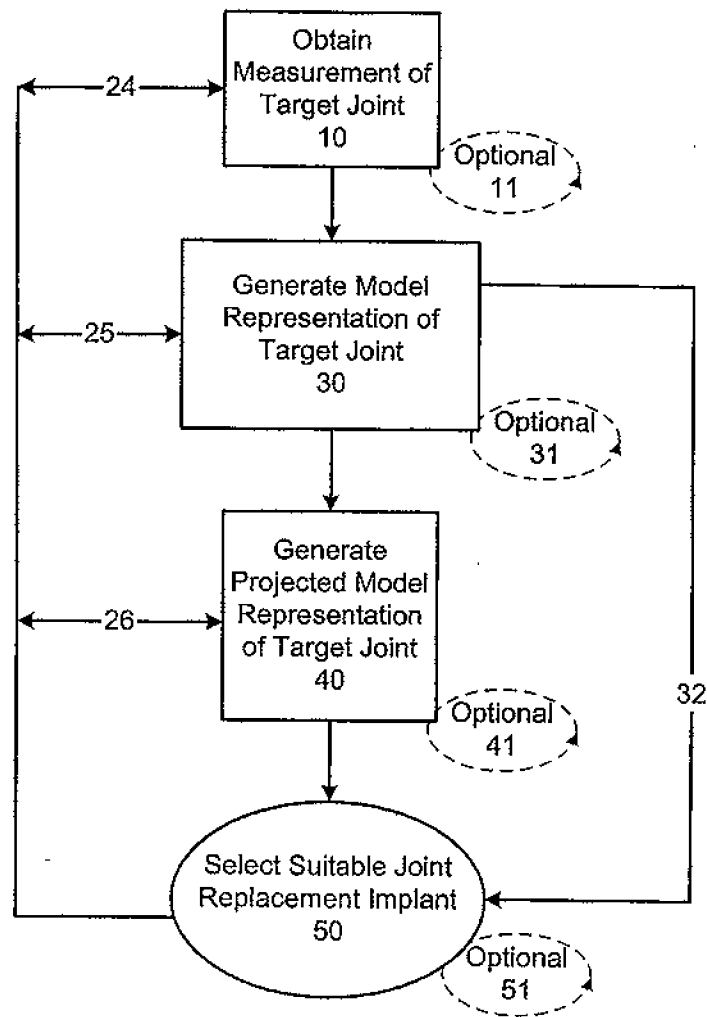 Obtain
Measurement of
Target Joint
10
24
Optional
11
Generate Model
Representation of
Target Joint
30
25
Optional
31
Generate
Projected Model
Representation
of Target Joint
40
26
32
Optional
41
Select Suitable Joint
Replacement Implant
50
Optional
51